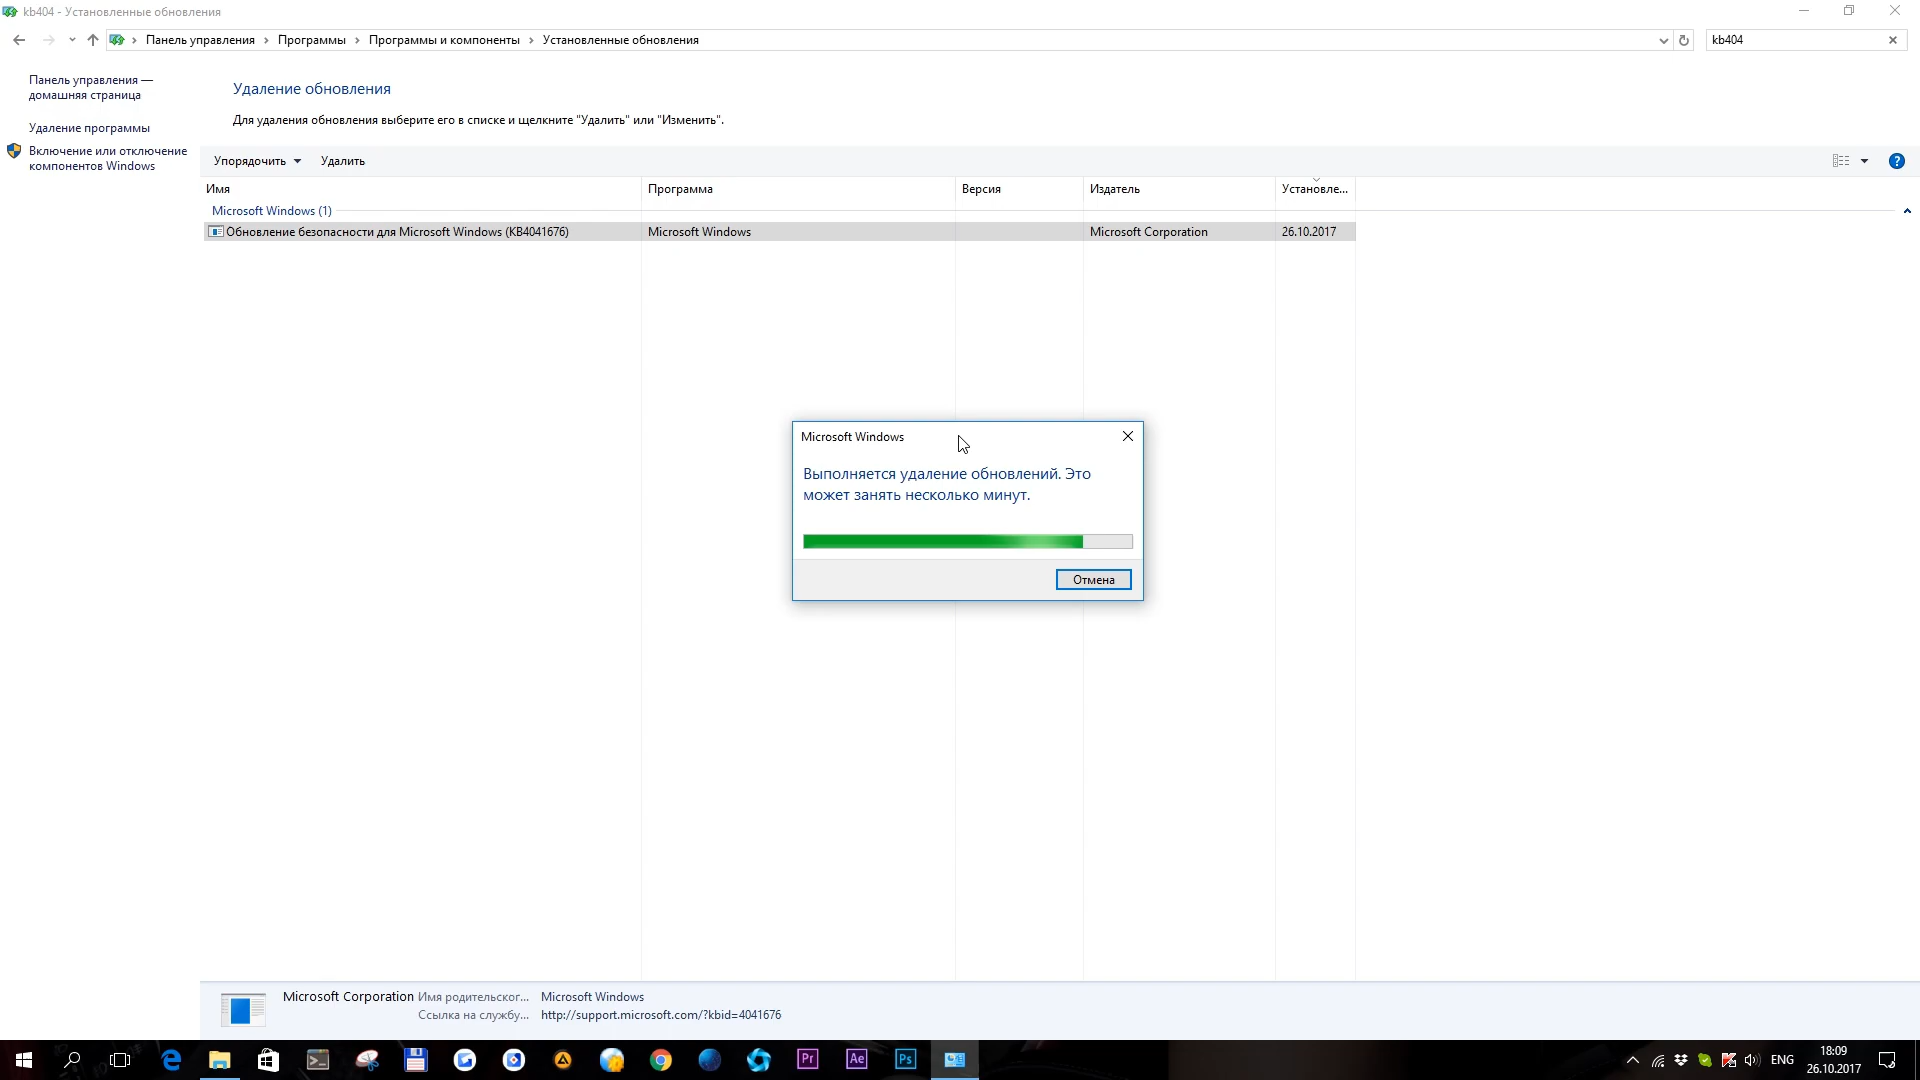 kb404 - Установленные обновления
Панель управления
Программы
Программы и компоненты
Установленные обновления
kb404
Панель управления —
домашняя страница
Удаление программы
Включение или отключение
компонентов Windows
Удаление обновления
Для удаления обновления выберите его в списке и щелкните "Удалить" или "Изменить".
Упорядочить
Удалить
?
Имя
Программа
Версия
Издатель
Установле...
Microsoft Windows (1)
Обновление безопасности для Microsoft Windows (KB4041676)
Microsoft Windows
Microsoft Corporation
26.10.2017
Microsoft Windows
Выполняется удаление обновлений. Это
может занять несколько минут.
Отмена
Microsoft Corporation
Имя родительског...
Microsoft Windows
Ссылка на службу...
http://support.microsoft.com/?kbid=4041676
Pr
Ae
Ps
ENG
18:09
26.10.2017